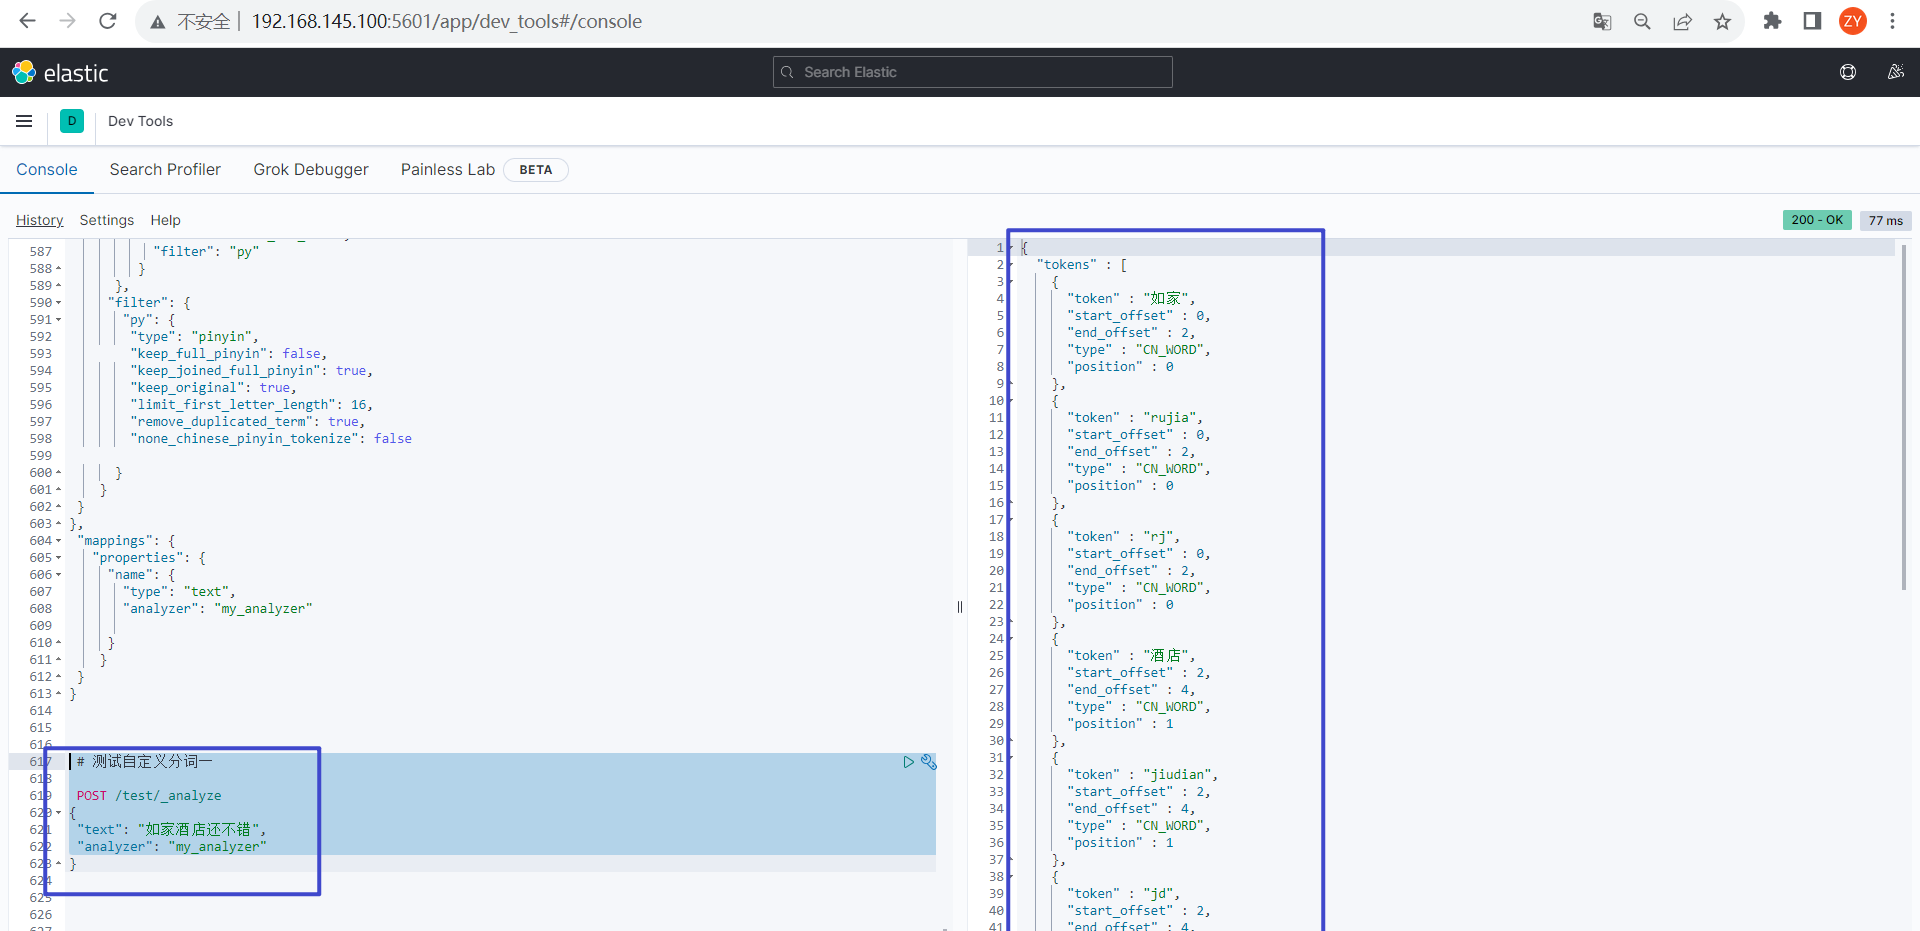 不安全 192.168.145.100:5601/app/dev_tools#/console ZY
elastic Search Elastic
D Dev Tools
Console Search Profiler Grok Debugger Painless Lab BETA
History Settings Help 200 - OK 77 ms
587 "filter": "py"
588 }
589 },
590 "filter": {
591 "py": {
592 "type": "pinyin",
593 "keep_full_pinyin": false,
594 "keep_joined_full_pinyin": true,
595 "keep_original": true,
596 "limit_first_letter_length": 16,
597 "remove_duplicated_term": true,
598 "none_chinese_pinyin_tokenize": false
599
600 }
601 }
602 }
603 },
604 "mappings": {
605 "properties": {
606 "name": {
607 "type": "text",
608 "analyzer": "my_analyzer"
609
610 }
611 }
612 }
613 }
614
615
616
617 # 测试自定义分词一
618
619 POST /test/_analyze
620 {
621 "text": "如家酒店还不错",
622 "analyzer": "my_analyzer"
623 }
624
625
626
627
1 {
2 "tokens" : [
3 {
4 "token" : "如家",
5 "start_offset" : 0,
6 "end_offset" : 2,
7 "type" : "CN_WORD",
8 "position" : 0
9 },
10 {
11 "token" : "rujia",
12 "start_offset" : 0,
13 "end_offset" : 2,
14 "type" : "CN_WORD",
15 "position" : 0
16 },
17 {
18 "token" : "rj",
19 "start_offset" : 0,
20 "end_offset" : 2,
21 "type" : "CN_WORD",
22 "position" : 0
23 },
24 {
25 "token" : "酒店",
26 "start_offset" : 2,
27 "end_offset" : 4,
28 "type" : "CN_WORD",
29 "position" : 1
30 },
31 {
32 "token" : "jiudian",
33 "start_offset" : 2,
34 "end_offset" : 4,
35 "type" : "CN_WORD",
36 "position" : 1
37 },
38 {
39 "token" : "jd",
40 "start_offset" : 2,
41 "end_offset" : 4,